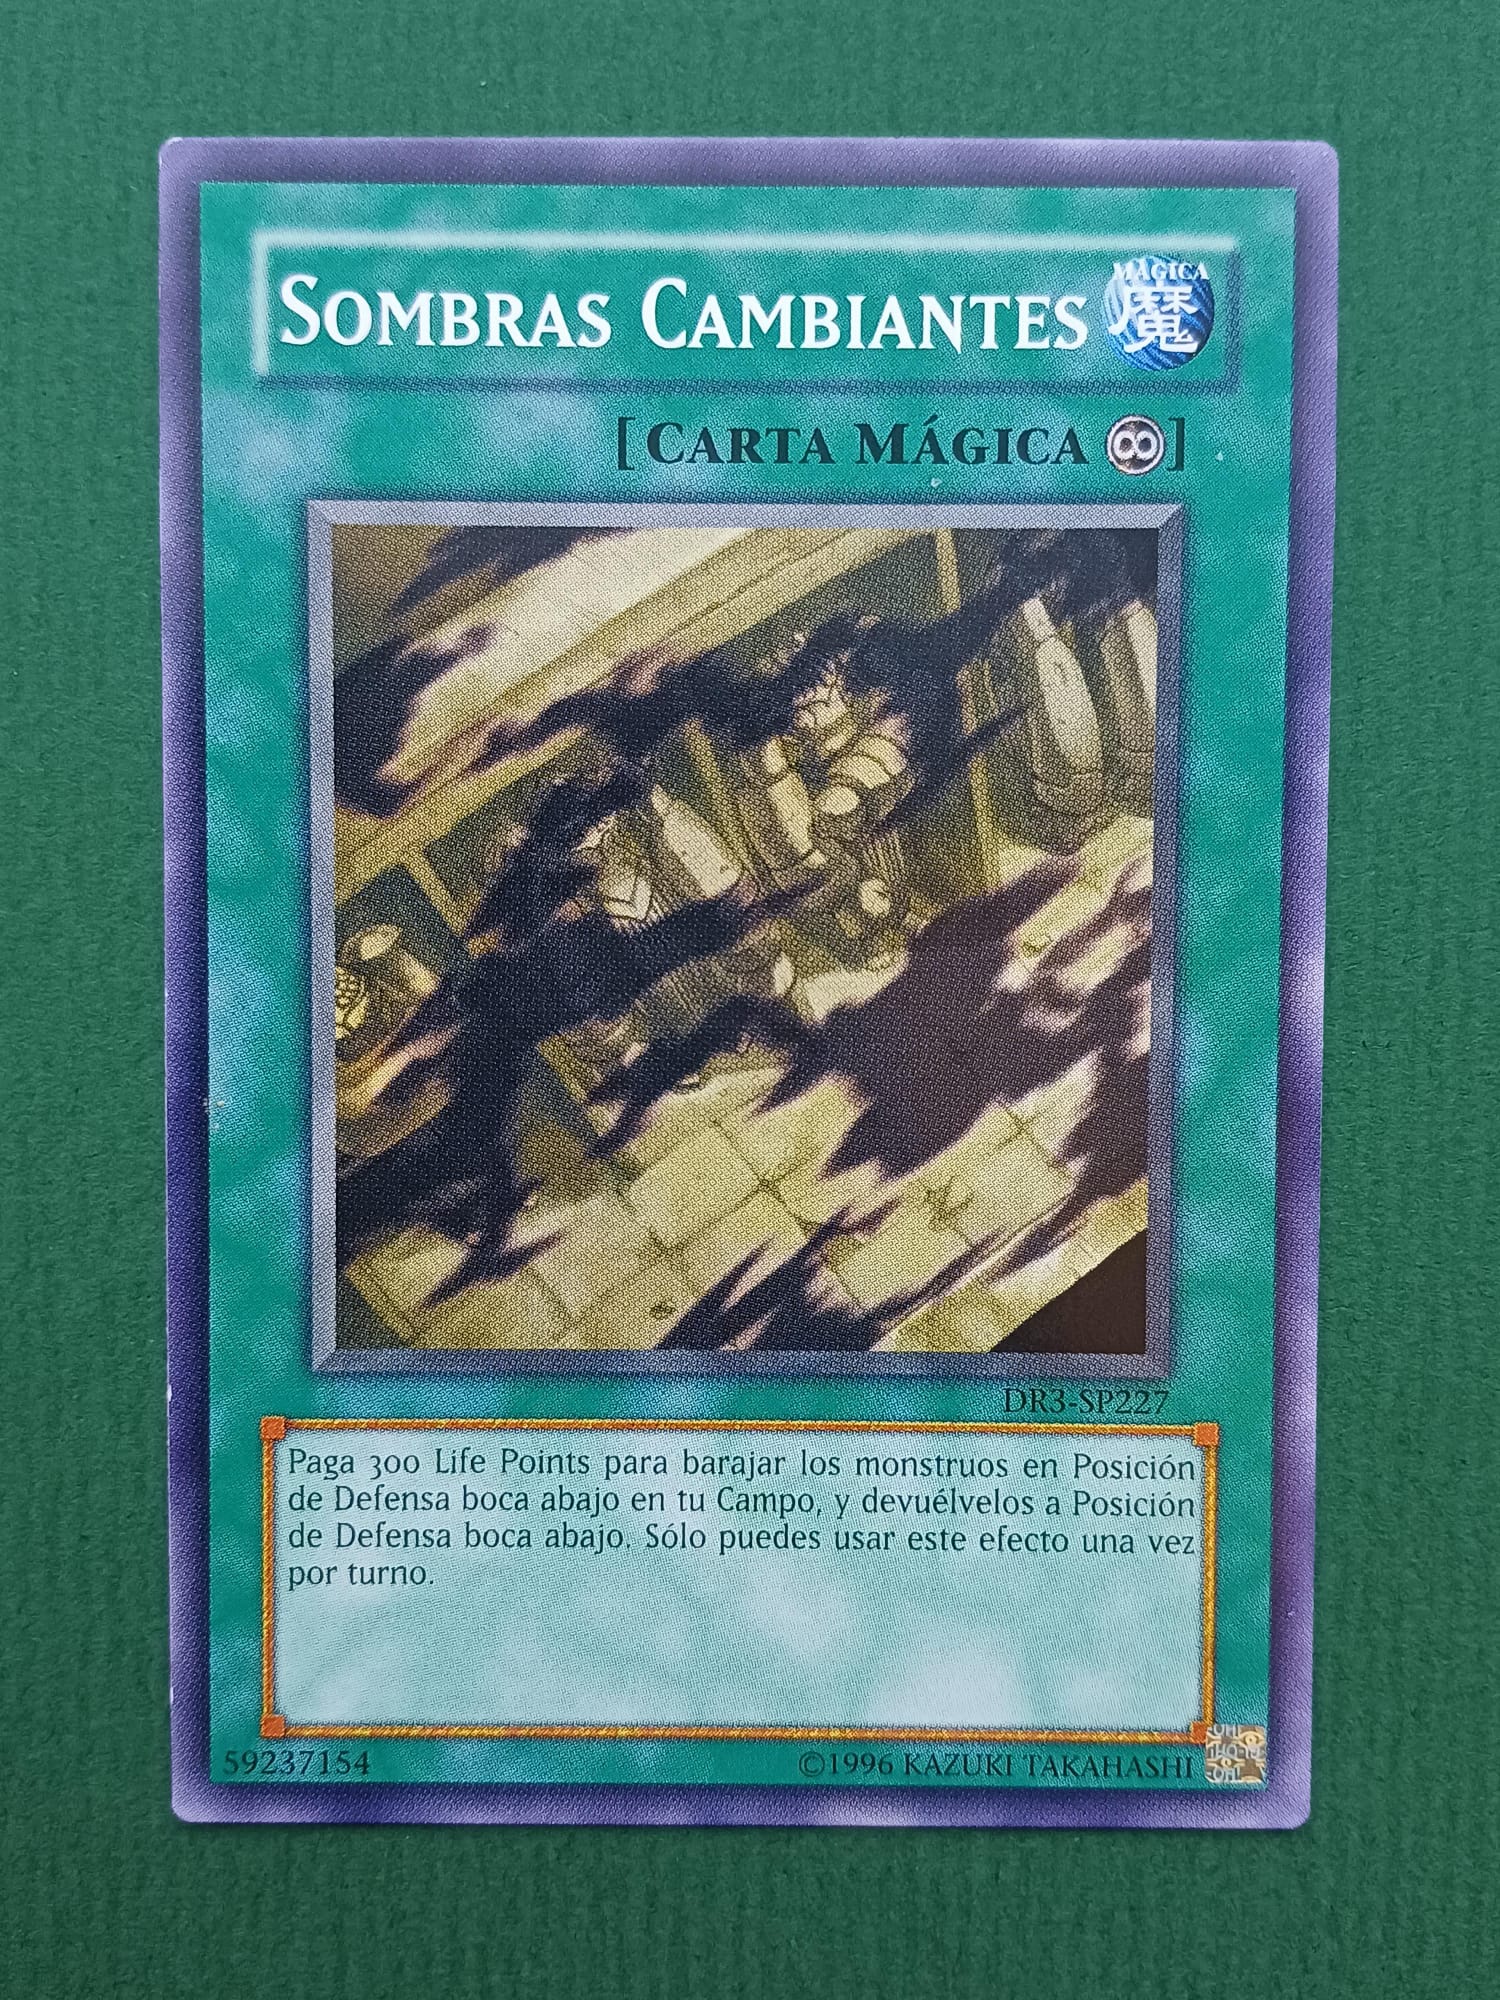 SOMBRAS CAMBIANTES
MÁGICA
魔
[CARTA MÁGICA ∞]
DR3-SP227
Paga 300 Life Points para barajar los monstruos en Posición
de Defensa boca abajo en tu Campo, y devuélvelos a Posición
de Defensa boca abajo. Sólo puedes usar este efecto una vez
por turno.
59237154
©1996 KAZUKI TAKAHASHI